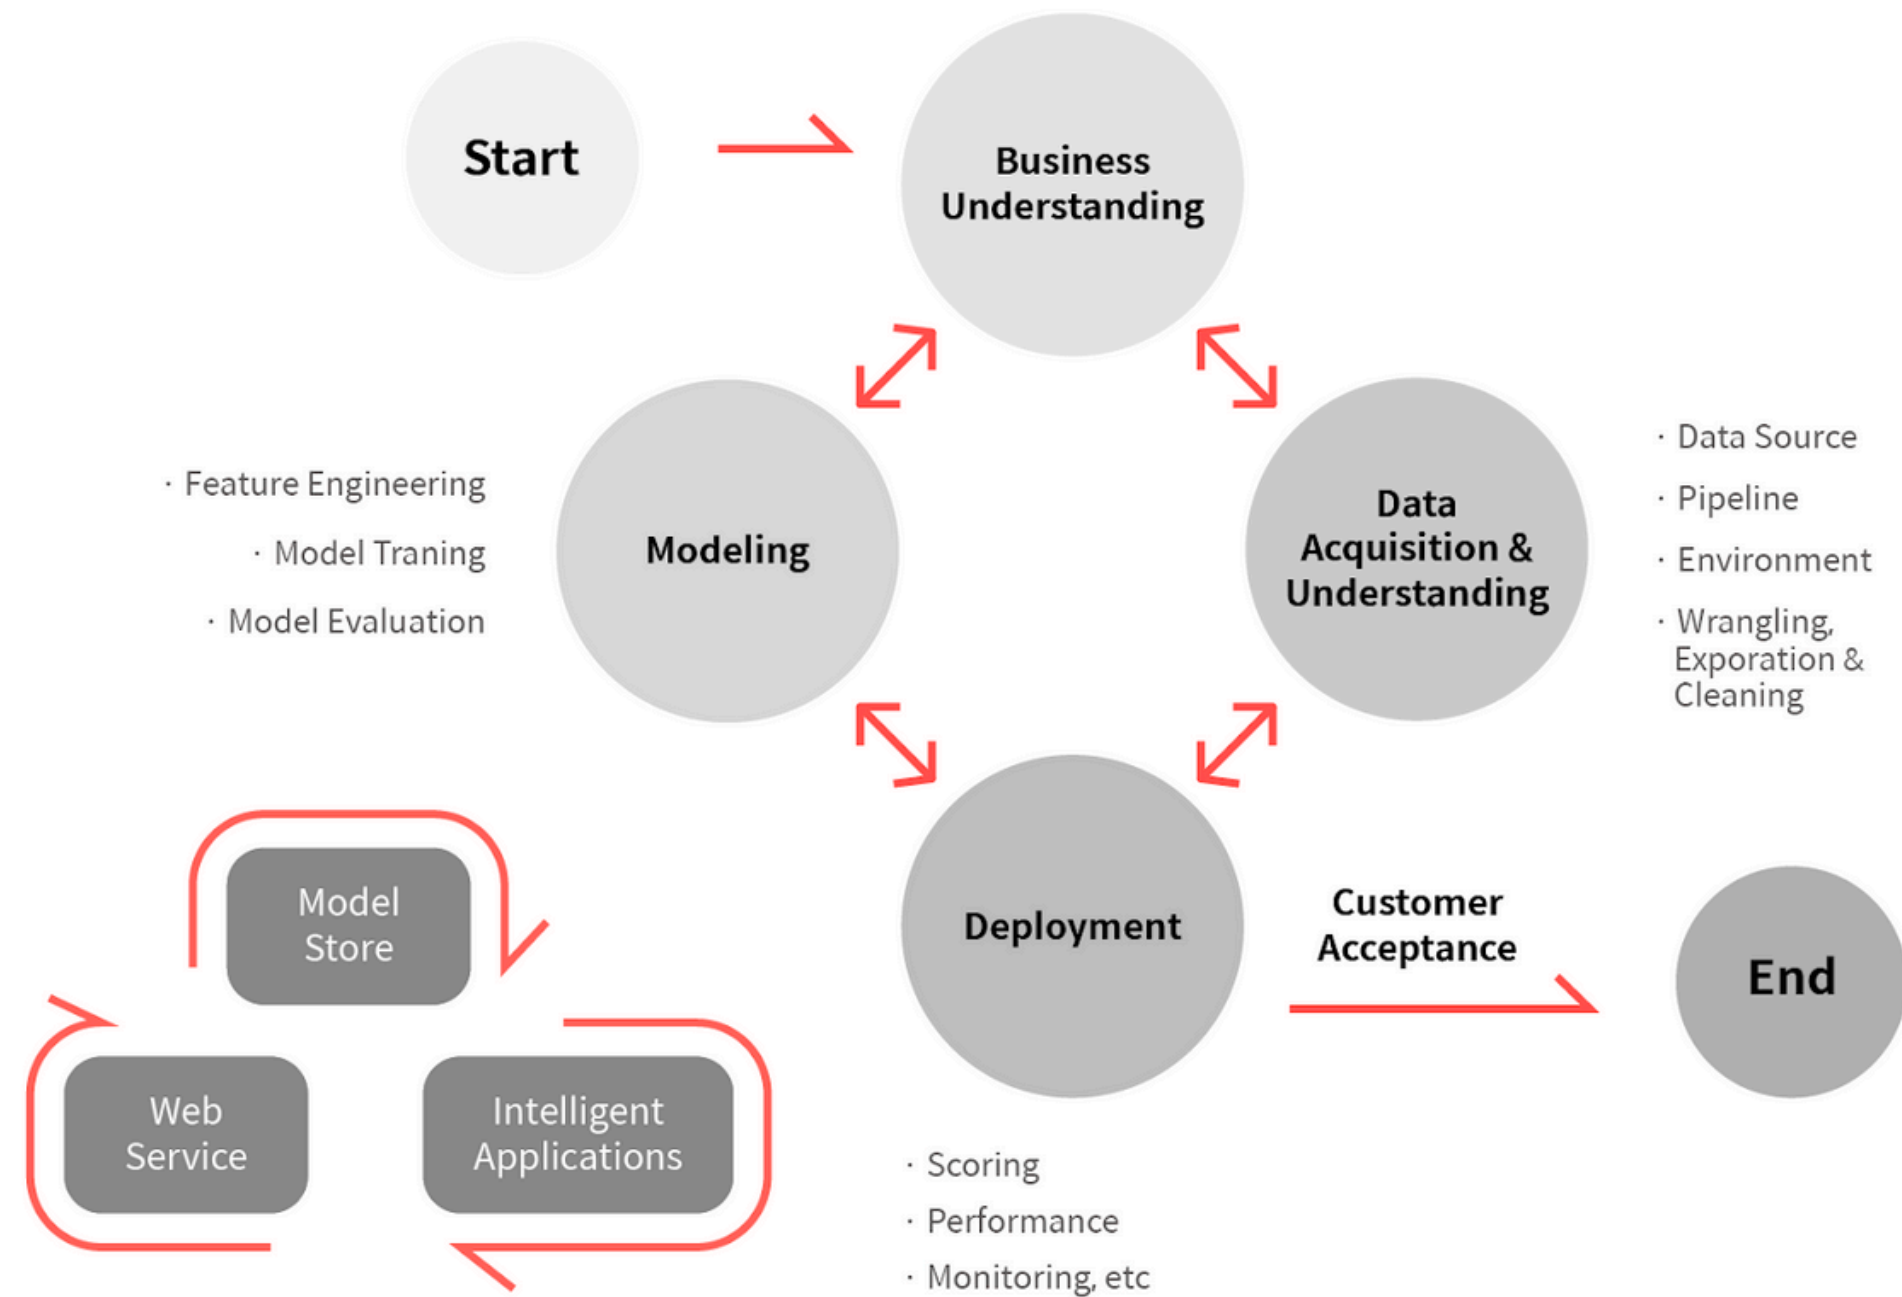 Start
Business
Understanding
· Feature Engineering
· Model Traning
· Model Evaluation
Modeling
Data
Acquisition &
Understanding
· Data Source
· Pipeline
· Environment
· Wrangling,
Exporation &
Cleaning
Model
Store
Web
Service
Intelligent
Applications
Deployment
· Scoring
· Performance
· Monitoring, etc
Customer
Acceptance
End